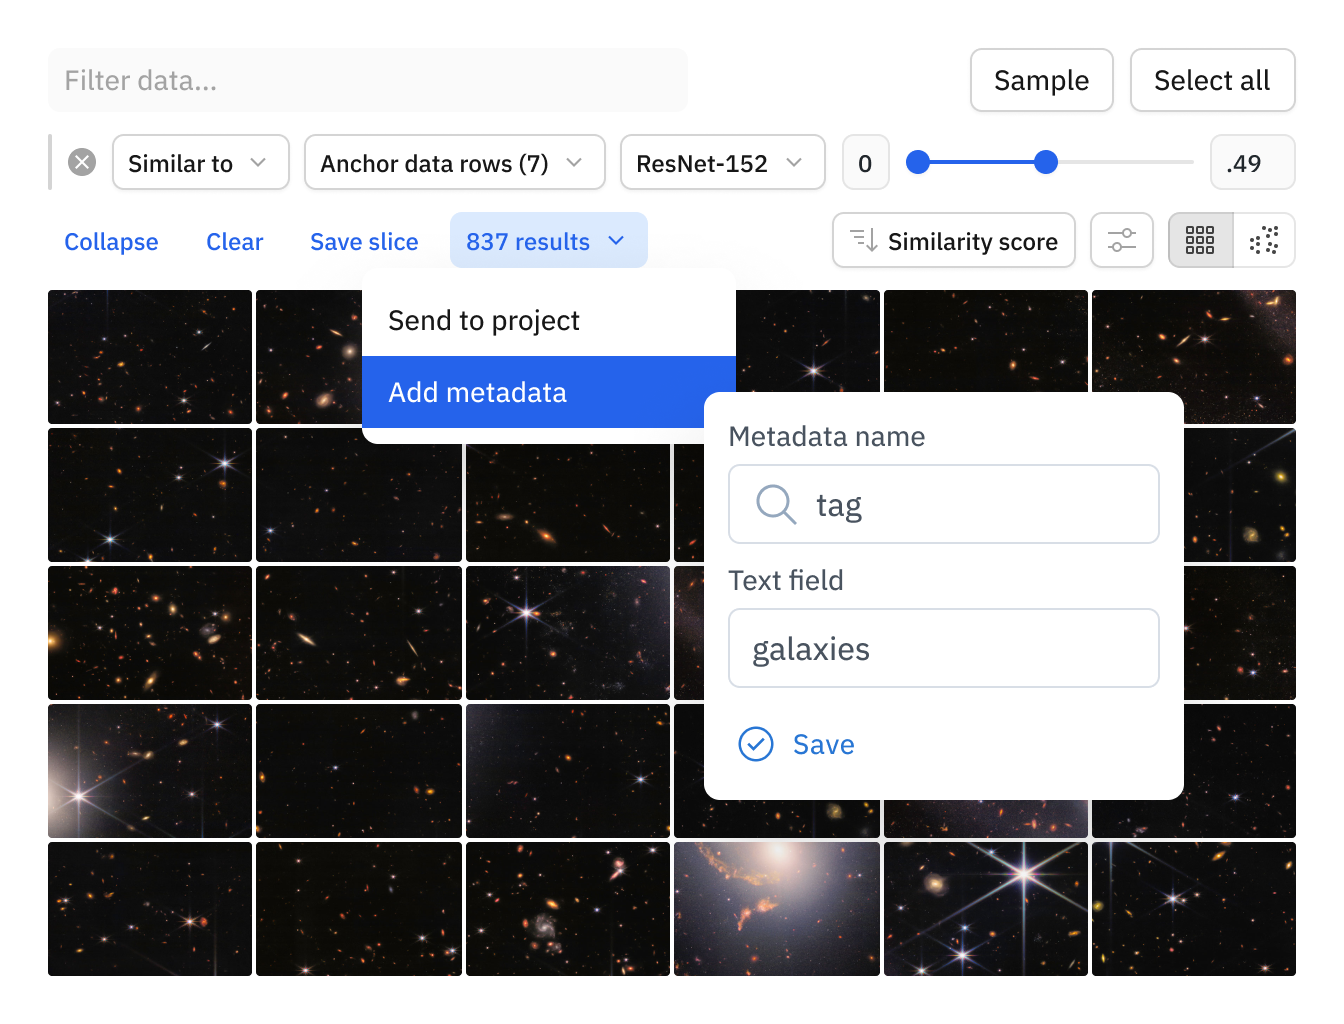 Filter data...
Sample
Select all
Similar to
Anchor data rows (7)
ResNet-152
0
.49
Collapse
Clear
Save slice
837 results
Similarity score
Send to project
Add metadata
Metadata name
tag
Text field
galaxies
Save